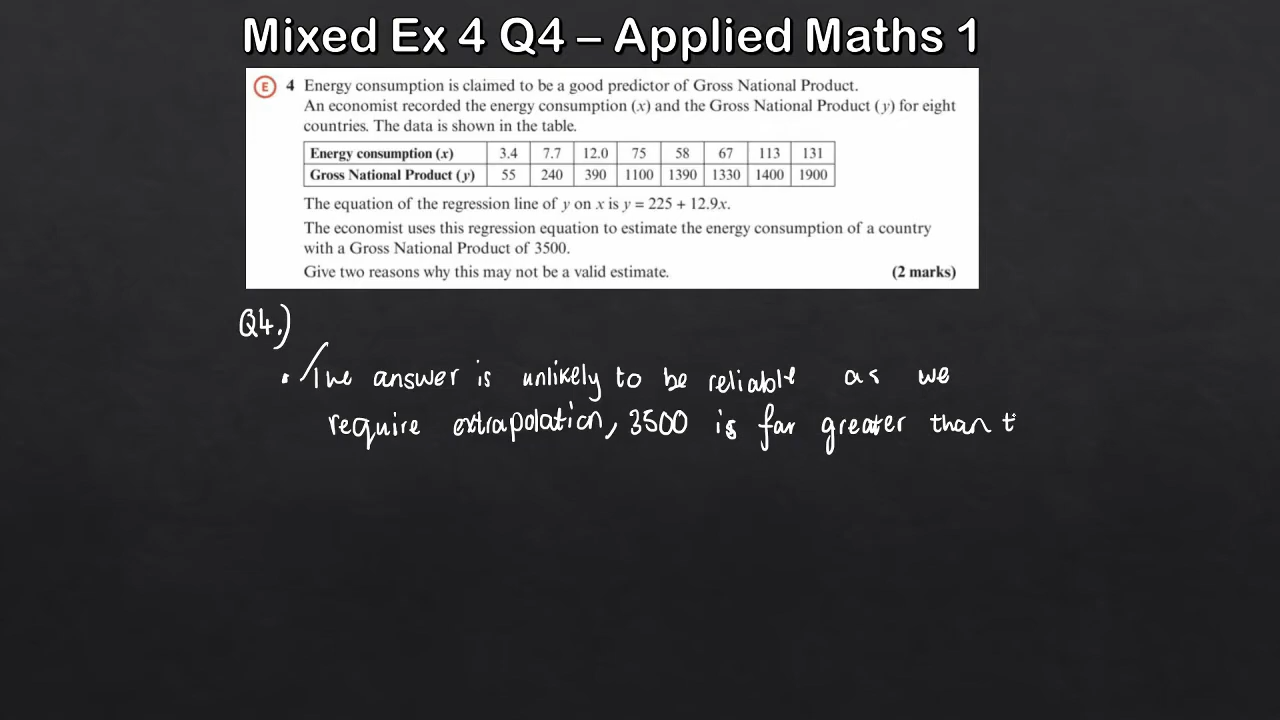 Mixed Ex 4 Q4 – Applied Maths 1
E 4 Energy consumption is claimed to be a good predictor of Gross National Product.
An economist recorded the energy consumption (x) and the Gross National Product (y) for eight
countries. The data is shown in the table.
Energy consumption (x) 3.4 7.7 12.0 75 58 67 113 131
Gross National Product (y) 55 240 390 1100 1390 1330 1400 1900
The equation of the regression line of y on x is y = 225 + 12.9x.
The economist uses this regression equation to estimate the energy consumption of a country
with a Gross National Product of 3500.
Give two reasons why this may not be a valid estimate. (2 marks)
Q4.)
• The answer is unlikely to be reliable as we
require extrapolation, 3500 is far greater than t